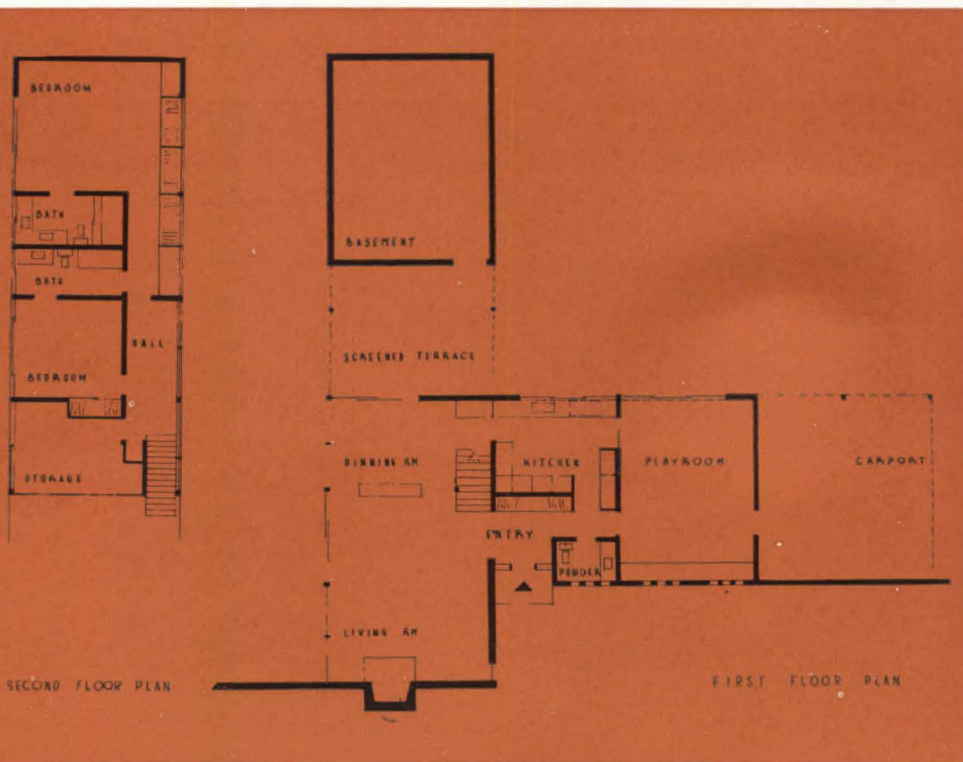 BEDROOM
BATH
BATH
HALL
BEDROOM
STORAGE
SECOND FLOOR PLAN
BASEMENT
SCREENED TERRACE
DINNING RM
KITCHEN
PLAYROOM
CARPORT
ENTRY
POWDER
LIVING RM
FIRST FLOOR PLAN